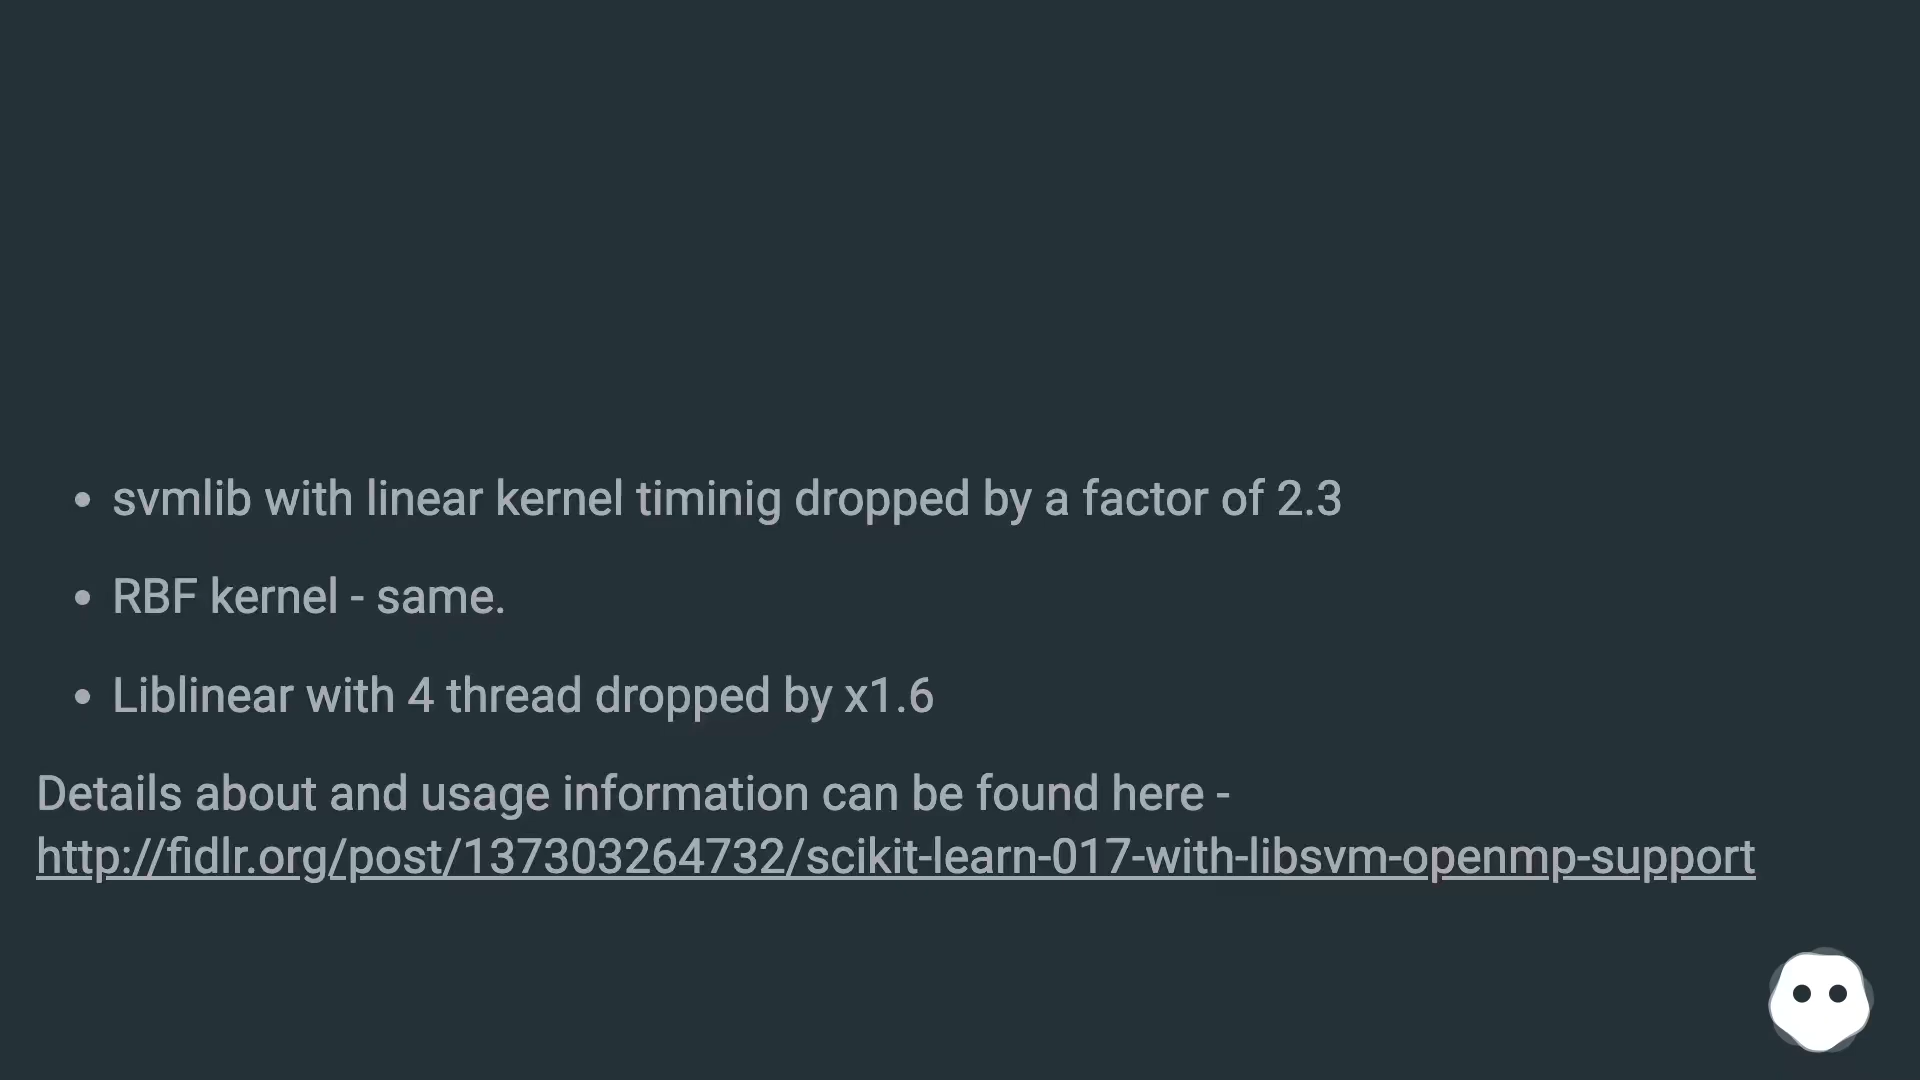 svmlib with linear kernel timinig dropped by a factor of 2.3
RBF kernel - same.
Liblinear with 4 thread dropped by x1.6
Details about and usage information can be found here -
http://fidlr.org/post/137303264732/scikit-learn-017-with-libsvm-openmp-support